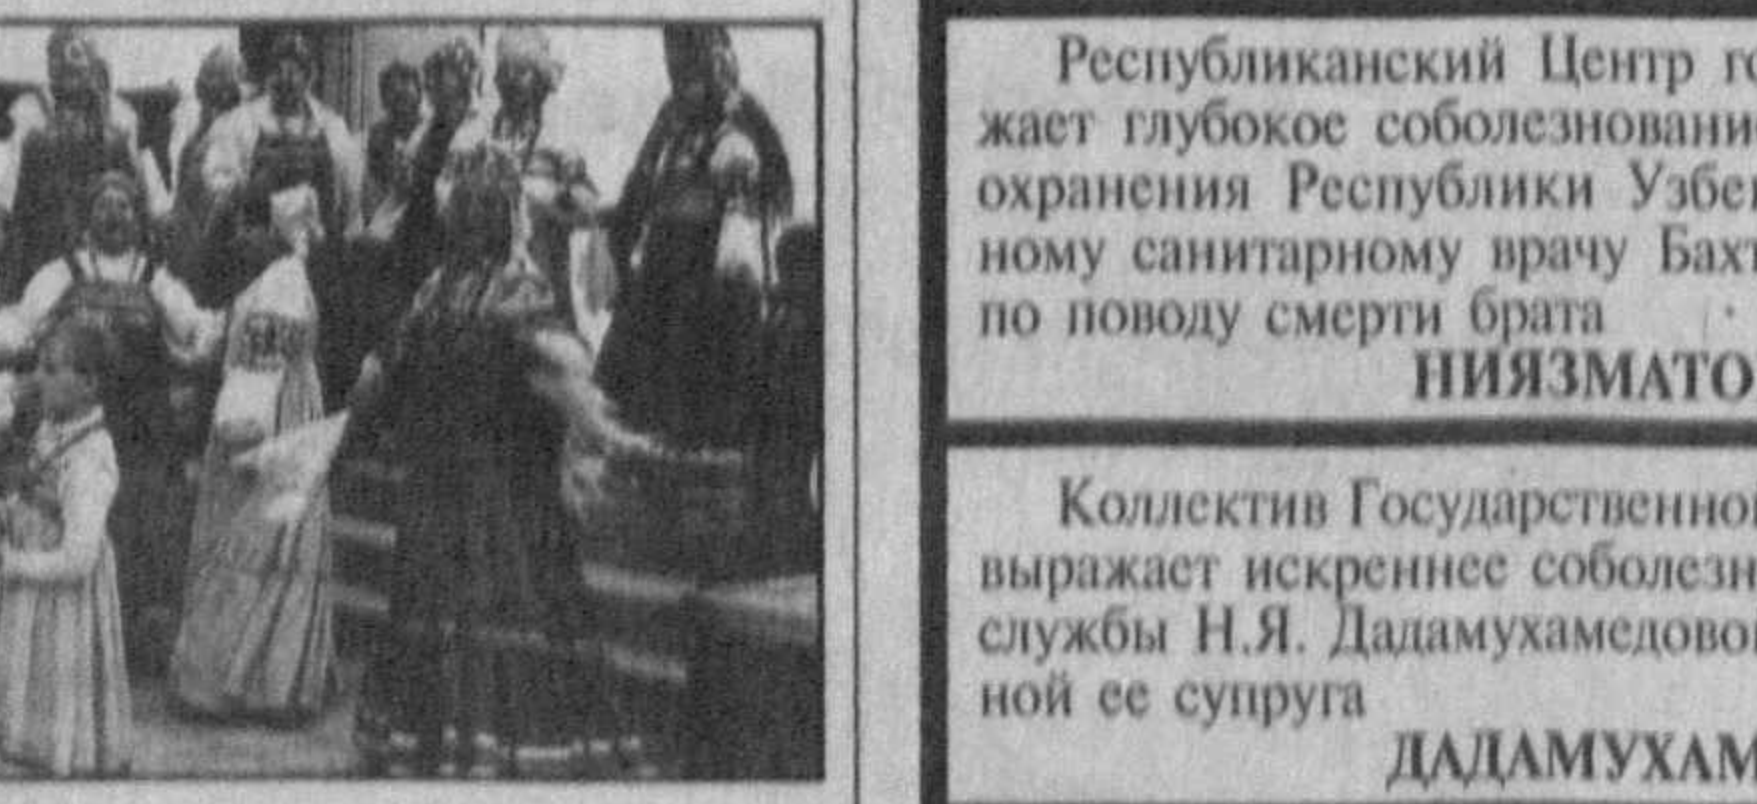 Республиканский Центр го
жает глубокое соболезновани
охранения Республики Узбе
ному санитарному врачу Бахт
по поводу смерти брата
НИЯЗМАТО
Коллектив Государственно
выражает искреннее соболезн
службы Н.Я. Дадамухамедово
ной ее супруга
ДАДАМУХАМ